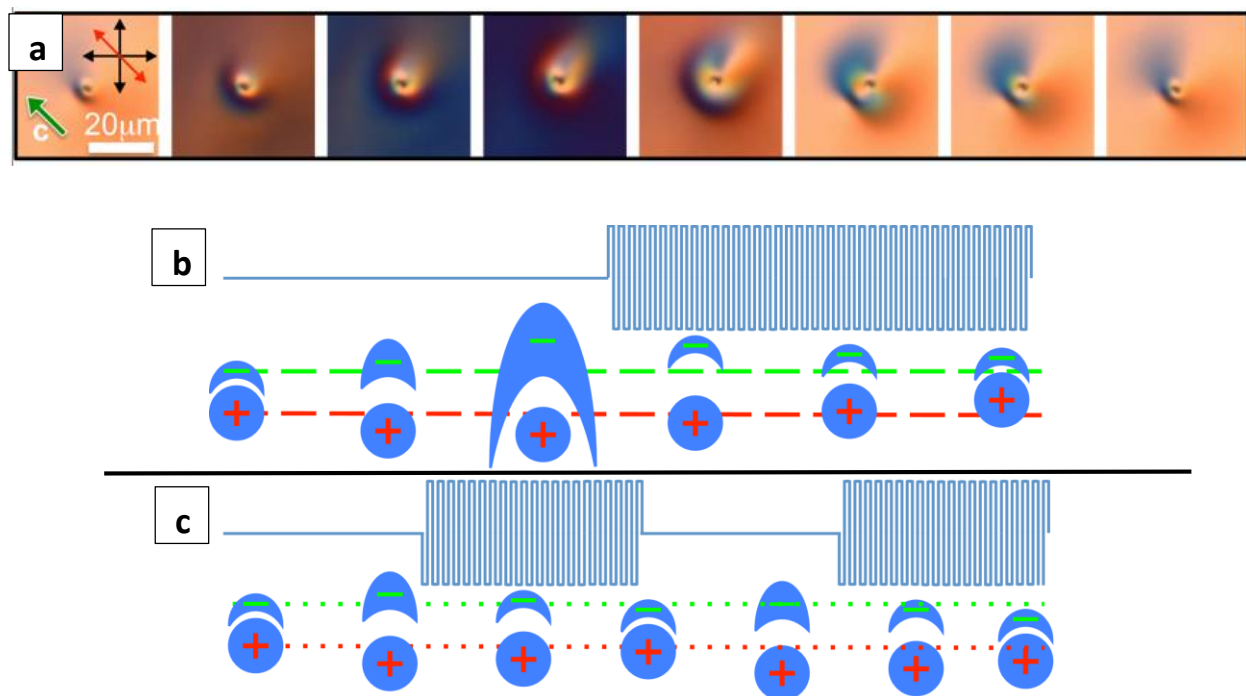 a
c
20μm
b
− − − − − −
+ + + + + +
c
− − − − − − −
+ + + + + + +